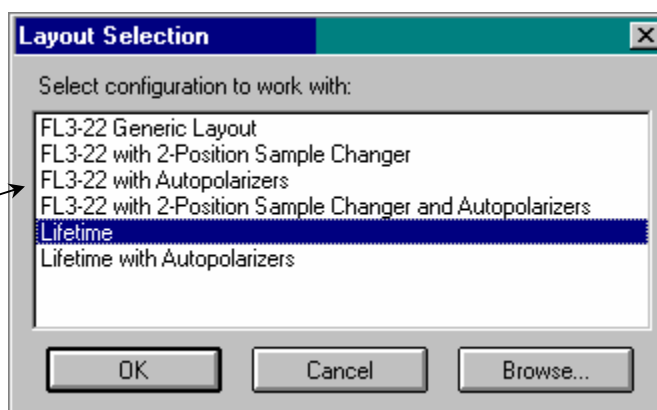 Layout Selection
Select configuration to work with:
FL3-22 Generic Layout
FL3-22 with 2-Position Sample Changer
FL3-22 with Autopolarizers
FL3-22 with 2-Position Sample Changer and Autopolarizers
Lifetime
Lifetime with Autopolarizers
OK Cancel Browse...